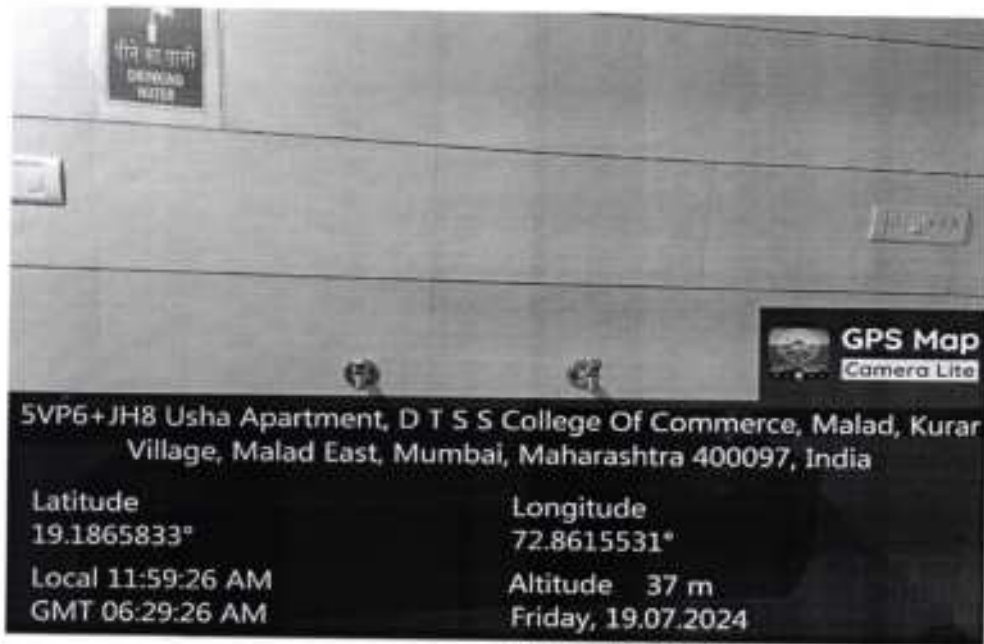 पीने का पानी
DRINKING
WATER
GPS Map
Camera Lite
5VP6+JH8 Usha Apartment, D T S S College Of Commerce, Malad, Kurar
Village, Malad East, Mumbai, Maharashtra 400097, India
Latitude
19.1865833°
Longitude
72.8615531°
Local 11:59:26 AM
GMT 06:29:26 AM
Altitude 37 m
Friday, 19.07.2024